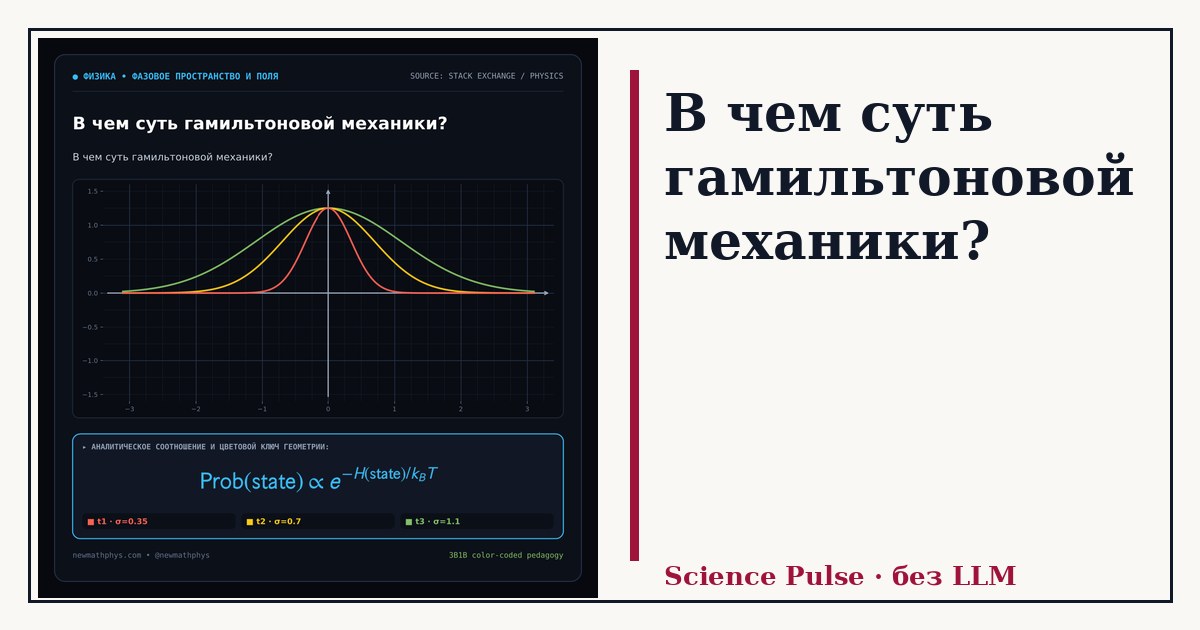 ● ФИЗИКА • ФАЗОВОЕ ПРОСТРАНСТВО И ПОЛЯ
SOURCE: STACK EXCHANGE / PHYSICS
В чем суть гамильтоновой механики?
В чем суть гамильтоновой механики?
1.5
1.0
0.5
0.0
−0.5
−1.0
−1.5
−3 −2 −1 0 1 2 3
▸ АНАЛИТИЧЕСКОЕ СООТНОШЕНИЕ И ЦВЕТОВОЙ КЛЮЧ ГЕОМЕТРИИ:
Prob(state) ∝ e^{−H(state)/k_BT}
■ t1 · σ=0.35 ■ t2 · σ=0.7 ■ t3 · σ=1.1
newmathphys.com • @newmathphys
3B1B color-coded pedagogy
В чем суть
гамильтоновой
механики?
Science Pulse · без LLM